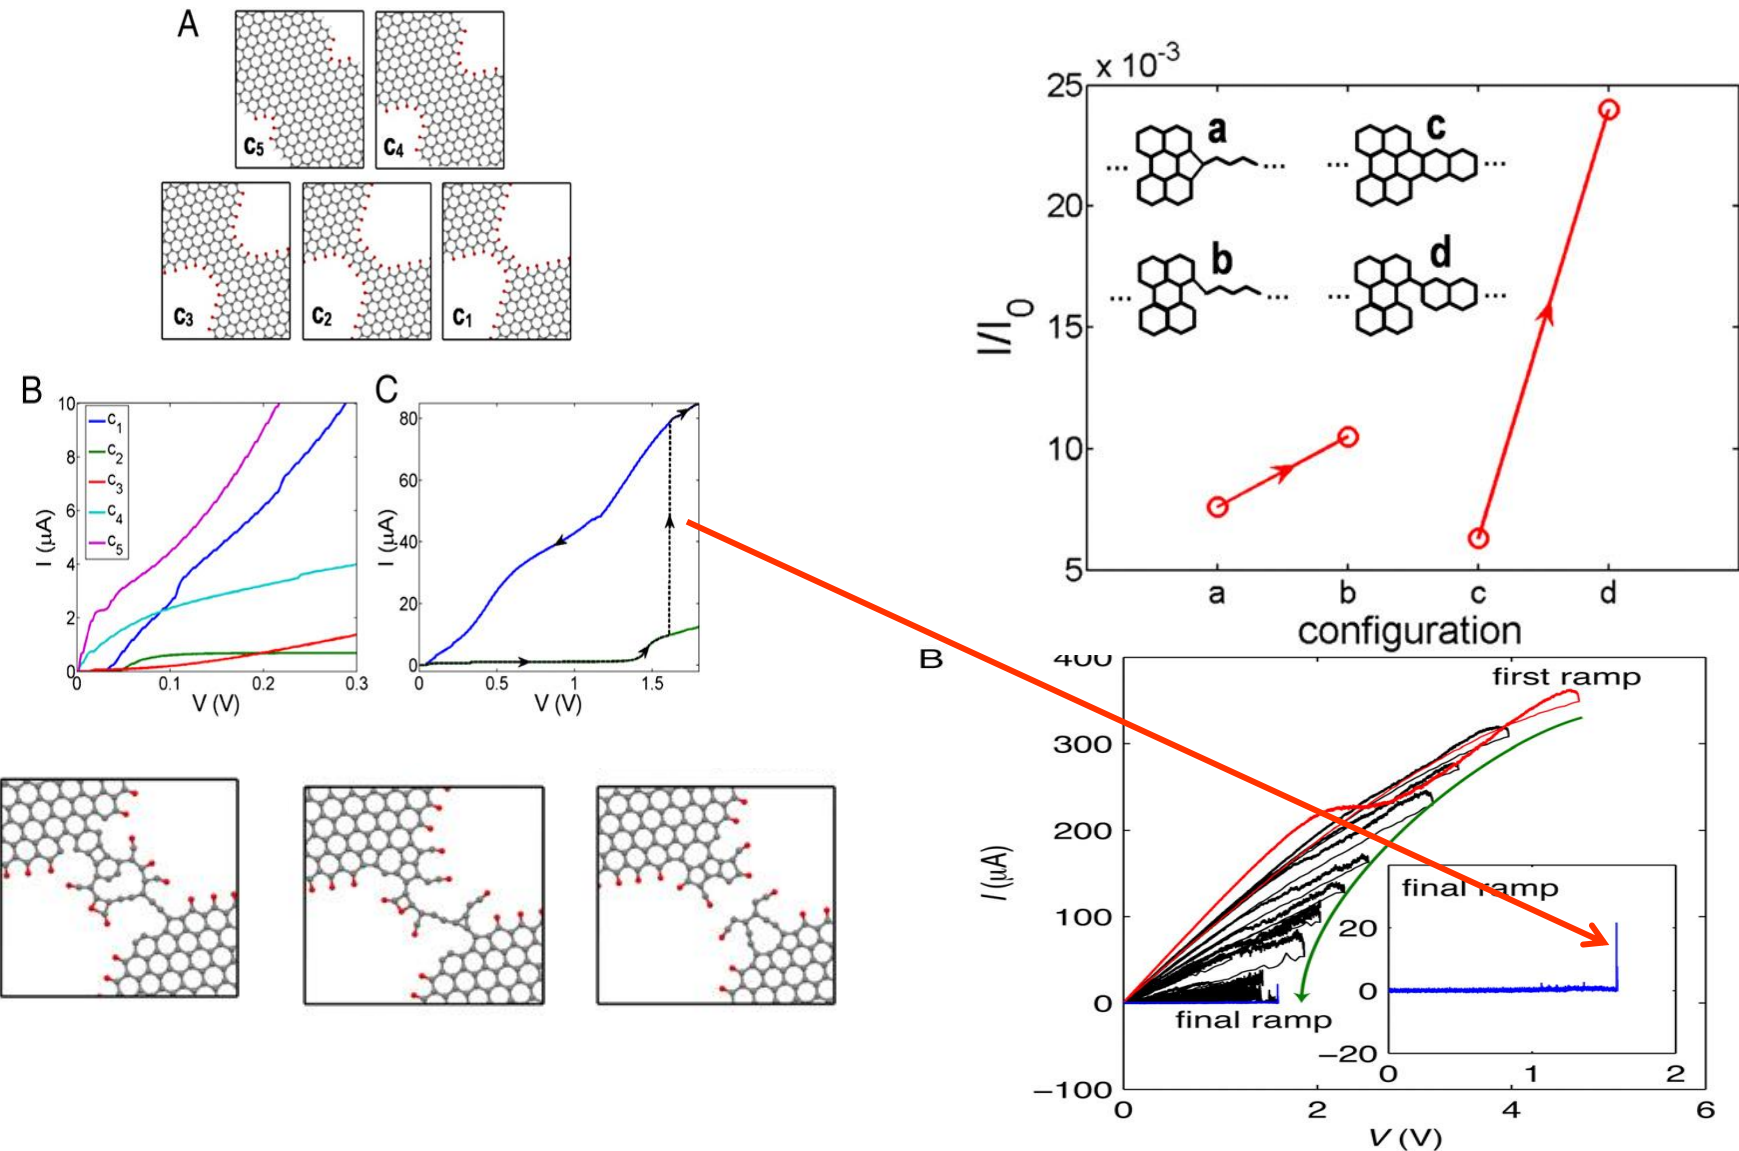 A
c5
c4
c3
c2
c1
B
10
8
6
4
2
0
I (μA)
c1
c2
c3
c4
c5
0
0.1
0.2
0.3
V (V)
C
80
60
40
20
0
I (μA)
0
0.5
1
1.5
V (V)
x 10-3
25
20
15
10
5
I/I0
a
c
b
d
...
...
...
...
...
...
...
...
a
b
c
d
configuration
B
400
300
200
100
0
−100
I (μA)
first ramp
final ramp
final ramp
20
0
−20
0
1
2
0
2
4
6
V (V)